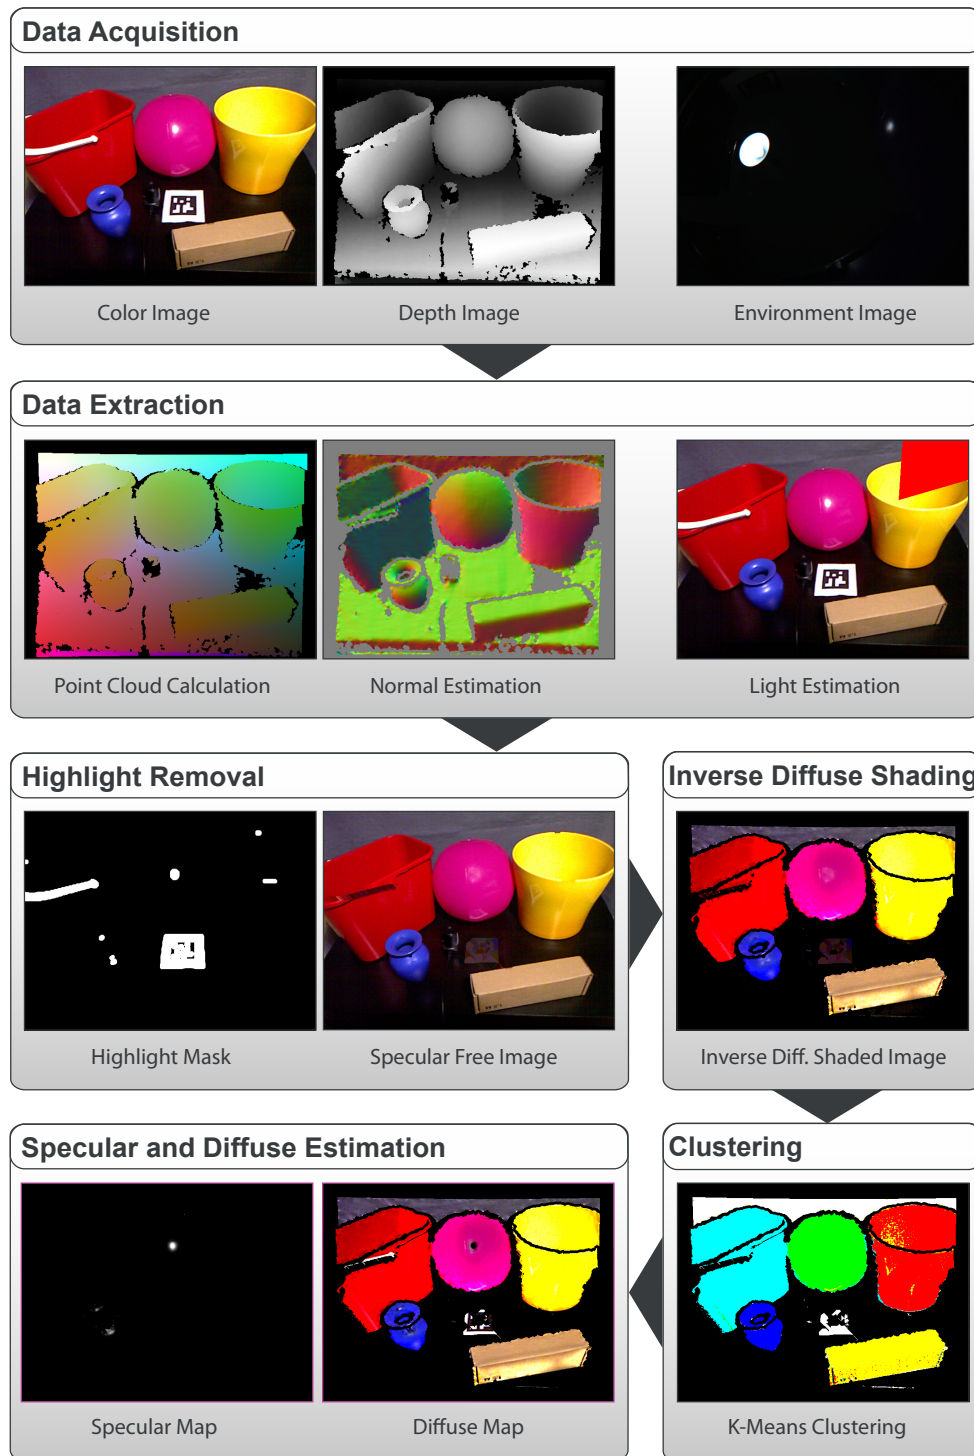 Data Acquisition
Color Image
Depth Image
Environment Image
Data Extraction
Point Cloud Calculation
Normal Estimation
Light Estimation
Highlight Removal
Highlight Mask
Specular Free Image
Inverse Diffuse Shading
Inverse Diff. Shaded Image
Specular and Diffuse Estimation
Specular Map
Diffuse Map
Clustering
K-Means Clustering